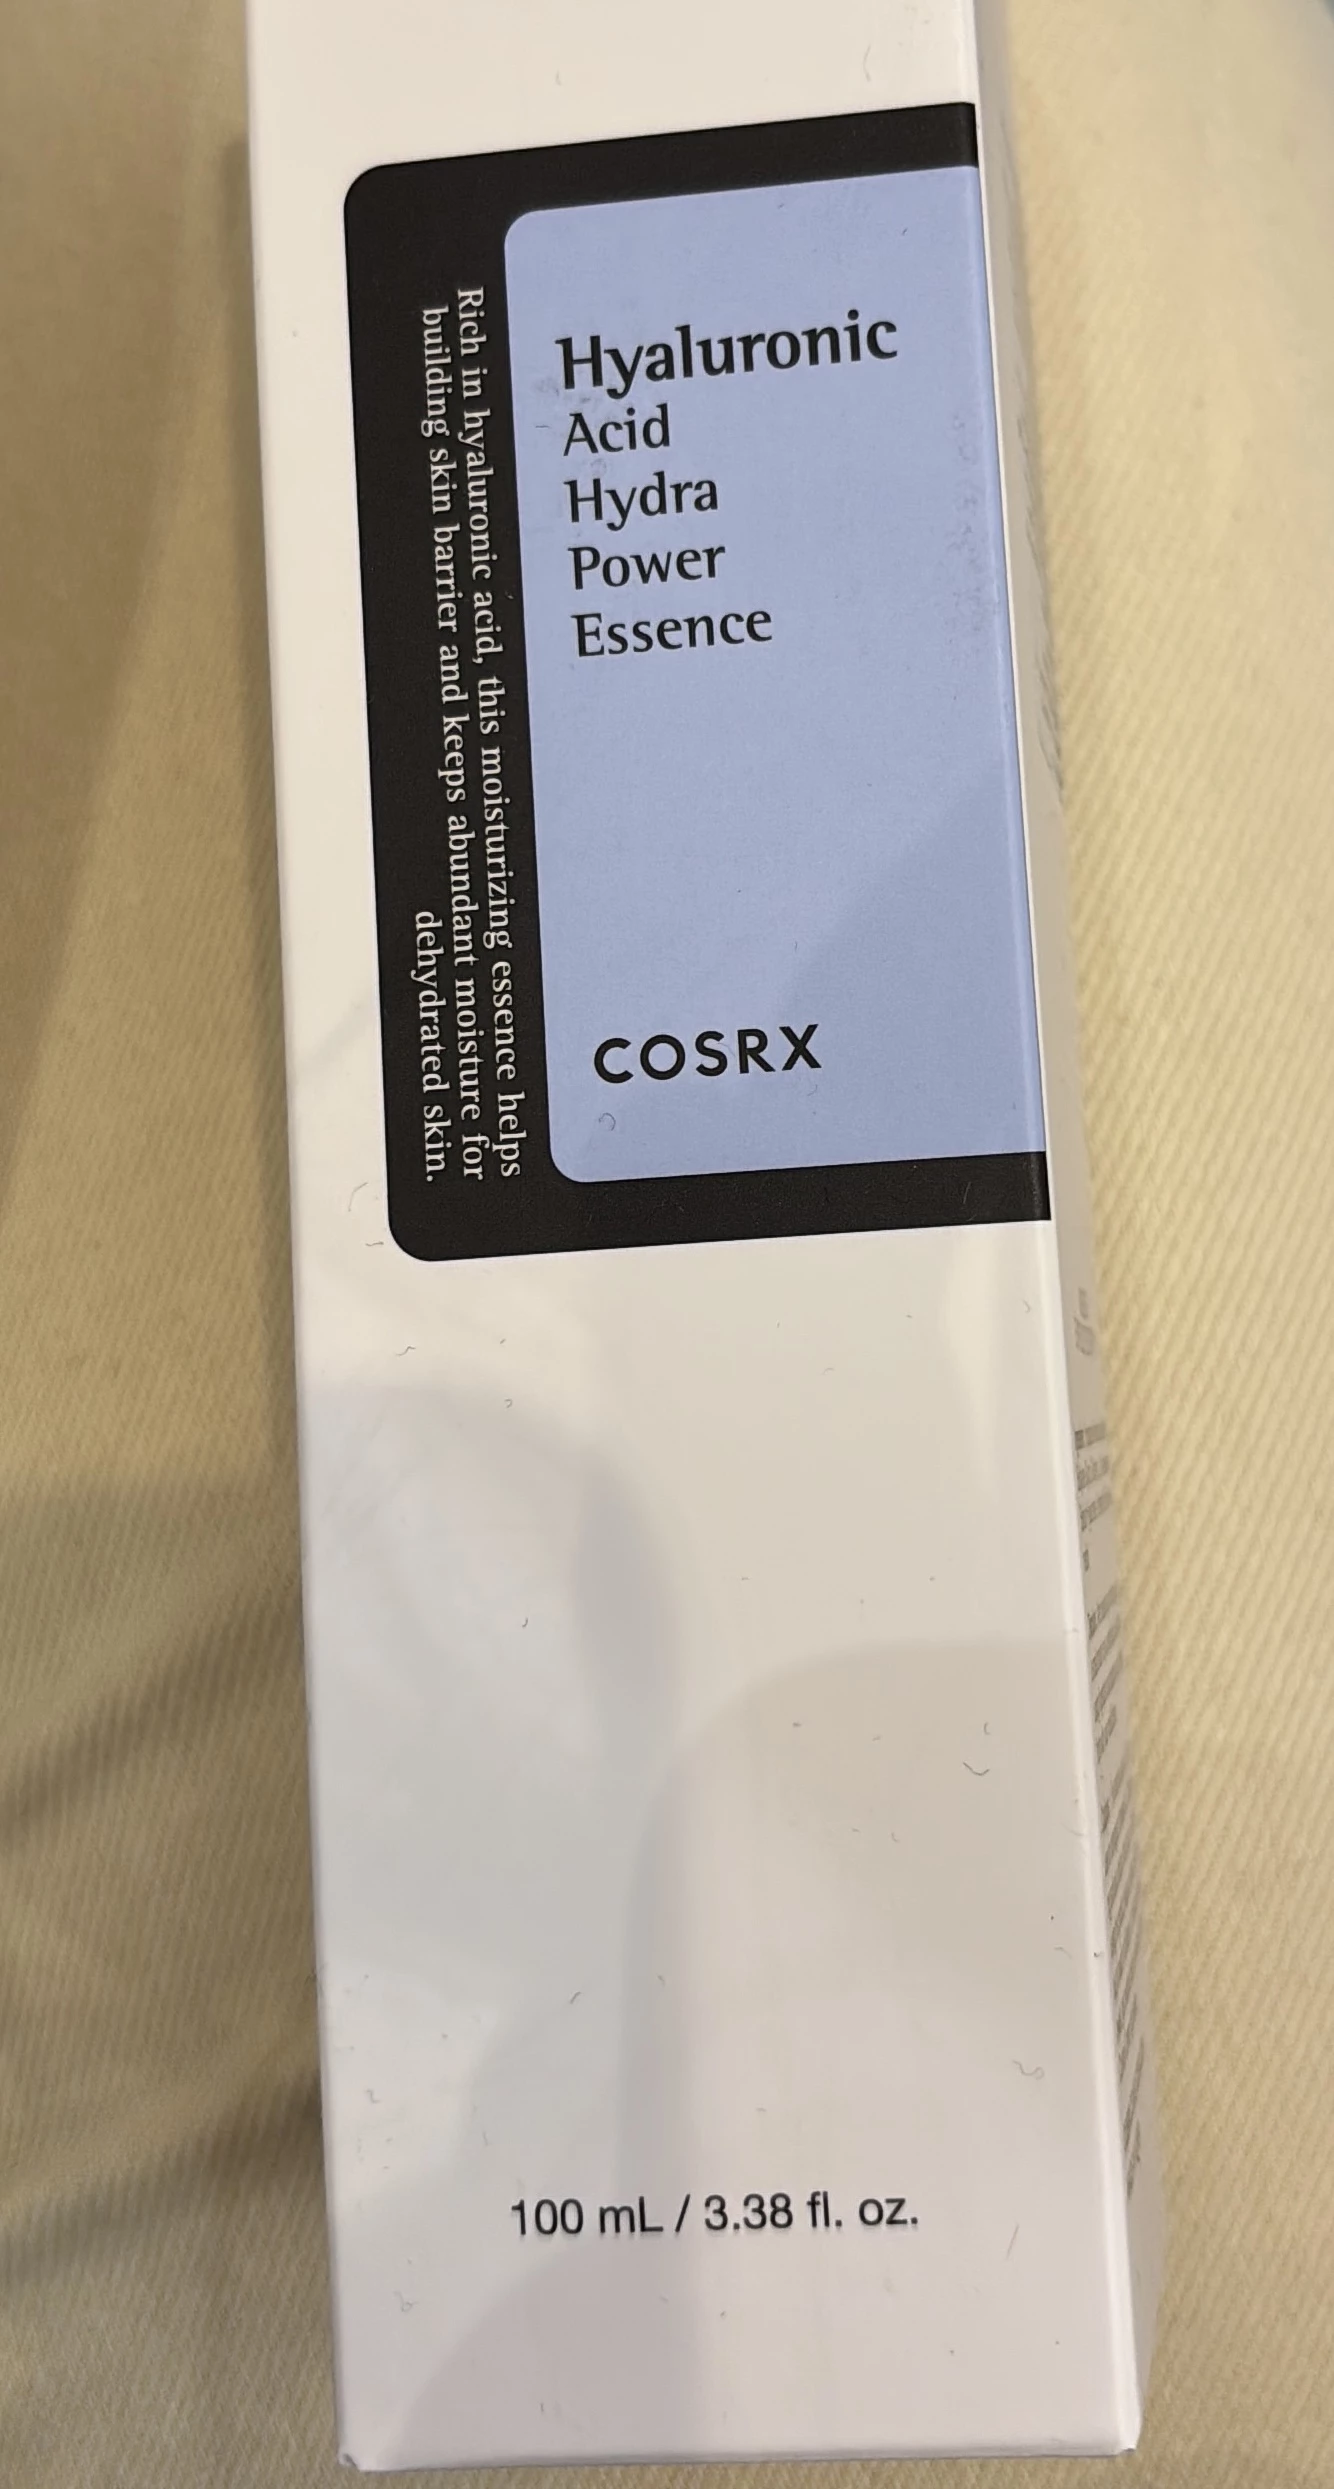 Hyaluronic
Acid
Hydra
Power
Essence
COSRX
Rich in hyaluronic acid, this moisturizing essence helps
building skin barrier and keeps abundant moisture for
dehydrated skin.
100 mL / 3.38 fl. oz.